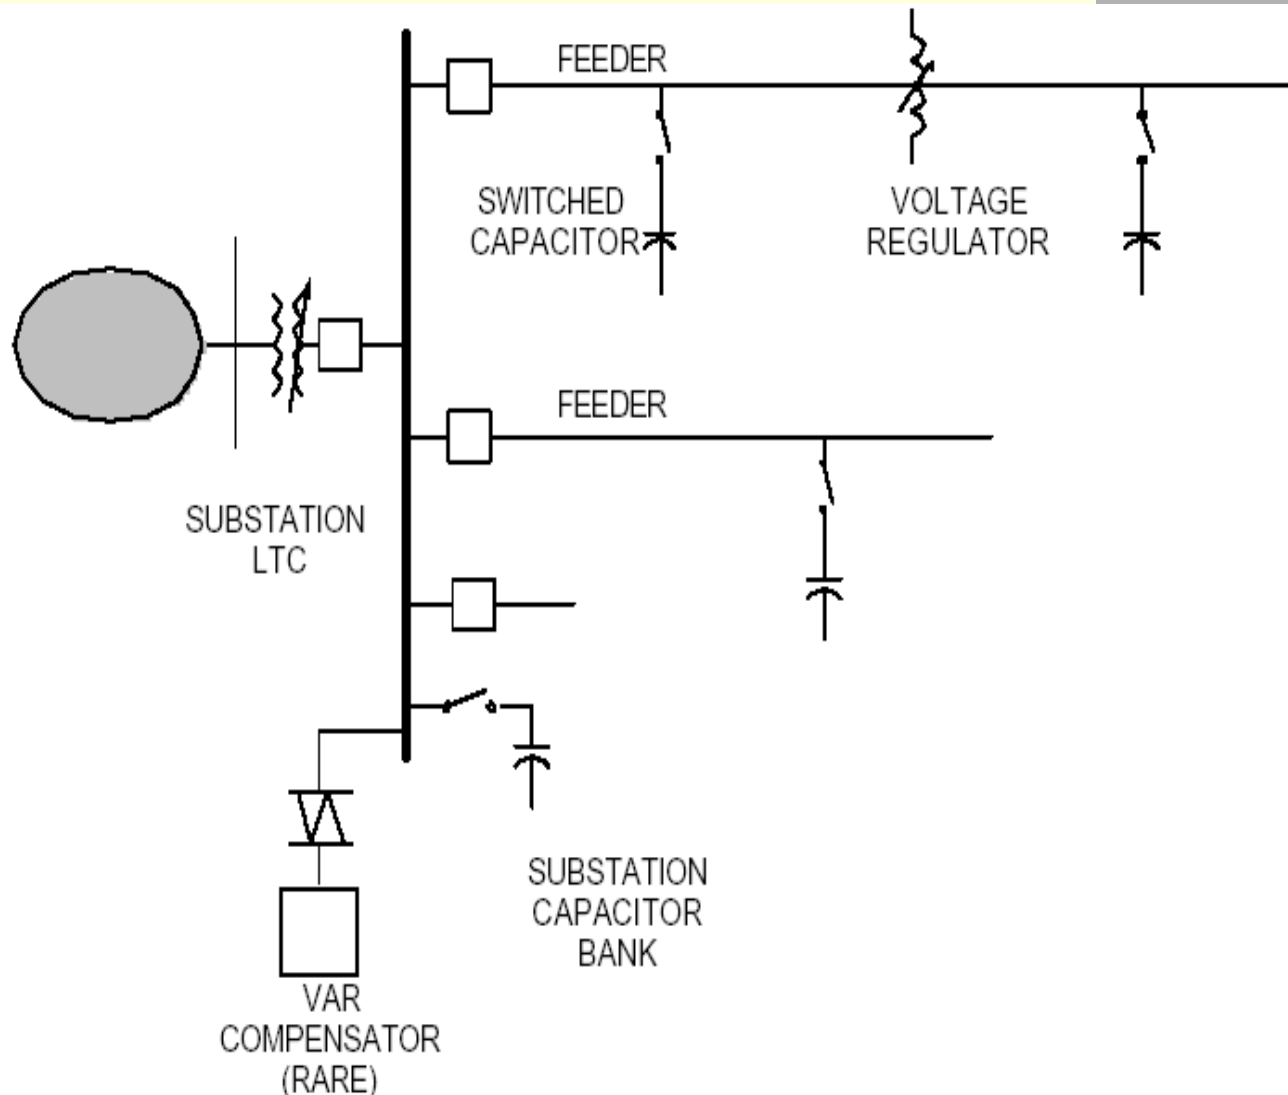 FEEDER
SWITCHED
CAPACITOR
VOLTAGE
REGULATOR
FEEDER
SUBSTATION
LTC
SUBSTATION
CAPACITOR
BANK
VAR
COMPENSATOR
(RARE)